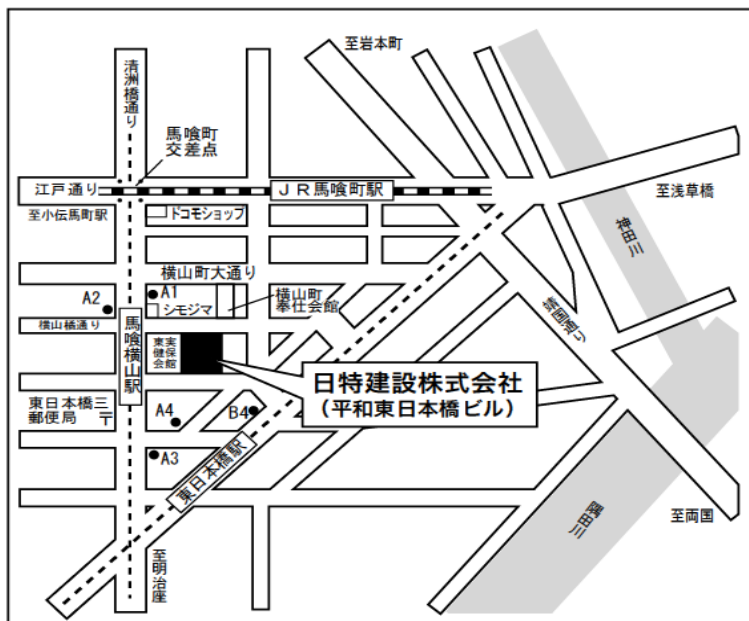 至岩本町
清洲橋通り
馬喰町
交差点
江戸通り
JR馬喰町駅
至浅草橋
至小伝馬町駅
ドコモショップ
神田川
横山町大通り
A2
A1
シモジマ
横山町
奉仕会館
靖国通り
横山橘通り
馬喰横山駅
東実
健保
会館
日特建設株式会社
(平和東日本橋ビル)
東日本橋三
郵便局
〒
A4
B4
A3
東日本橋駅
隅田川
至両国
至明治座